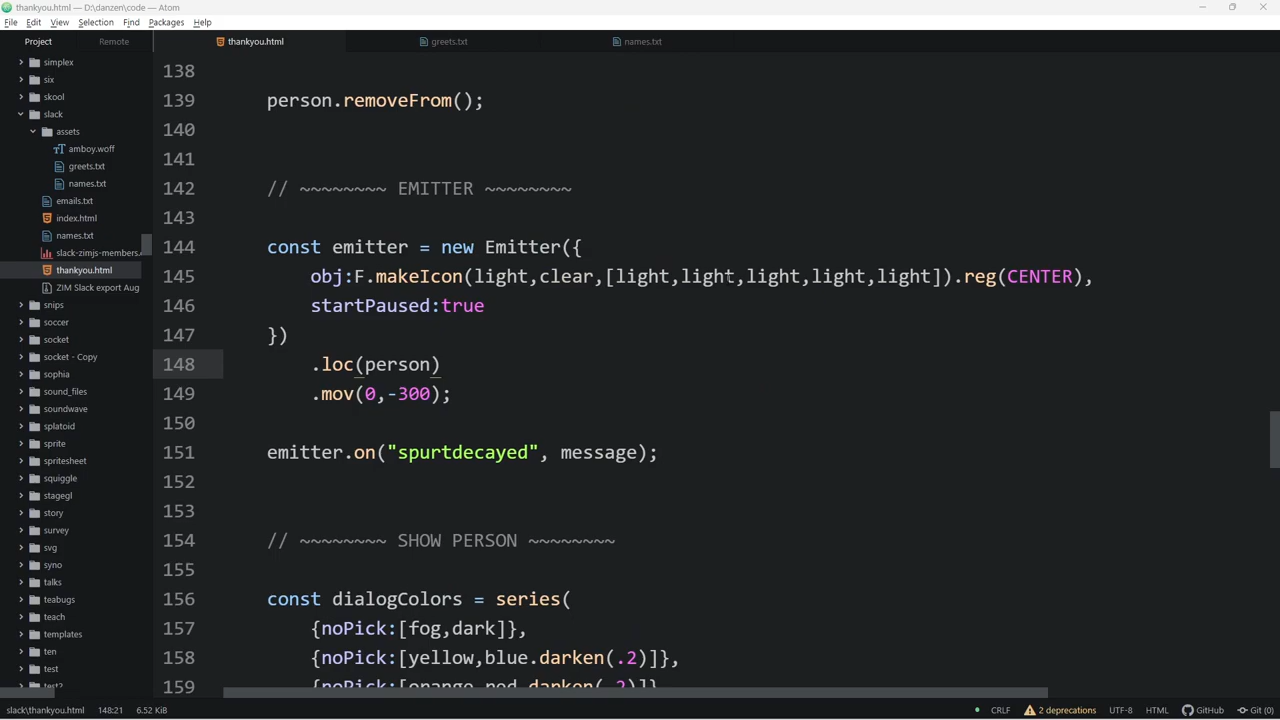 thankyou.html — D:\danzen\code — Atom
File Edit View Selection Find Packages Help
Project Remote thankyou.html greets.txt names.txt
simplex
six
skool
slack
assets
amboy.woff
greets.txt
names.txt
emails.txt
index.html
names.txt
slack-zimjs-members.
thankyou.html
ZIM Slack export Aug
snips
soccer
socket
socket - Copy
sophia
sound_files
soundwave
splatoid
sprite
spritesheet
squiggle
stagegl
story
survey
svg
syno
talks
teabugs
teach
templates
ten
test
test2
138
139 person.removeFrom();
140
141
142 // ~~~~~~~~ EMITTER ~~~~~~~~
143
144 const emitter = new Emitter({
145 obj:F.makeIcon(light,clear,[light,light,light,light,light]).reg(CENTER),
146 startPaused:true
147 })
148 .loc(person)
149 .mov(0,-300);
150
151 emitter.on("spurtdecayed", message);
152
153
154 // ~~~~~~~~ SHOW PERSON ~~~~~~~~
155
156 const dialogColors = series(
157 {noPick:[fog,dark]},
158 {noPick:[yellow,blue.darken(.2)]},
159 {noPick:[orange,red.darken(.2)]},
slack\thankyou.html 148:21 6.52 KiB CRLF 2 deprecations UTF-8 HTML GitHub Git (0)